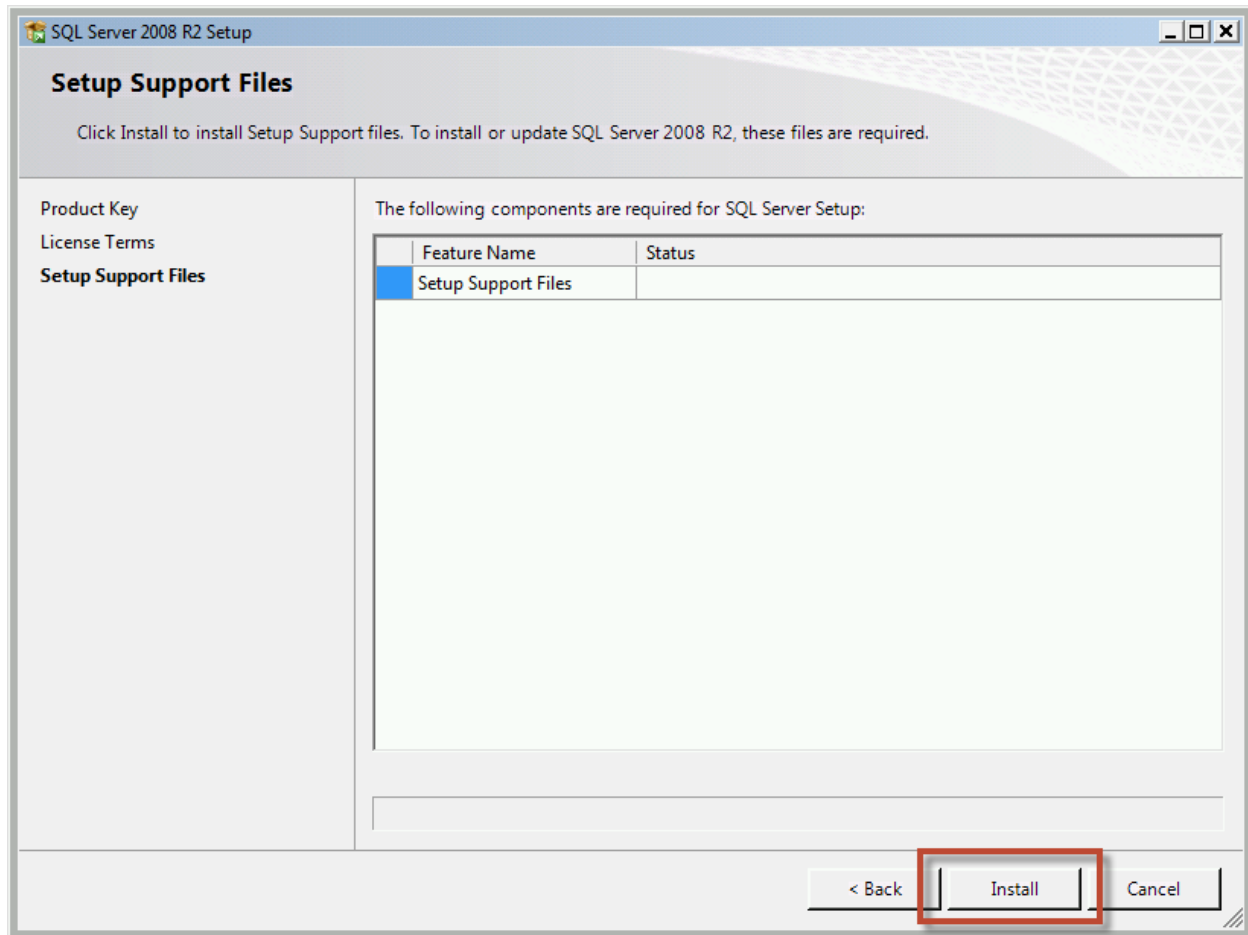 SQL Server 2008 R2 Setup
Setup Support Files
Click Install to install Setup Support files. To install or update SQL Server 2008 R2, these files are required.
Product Key
License Terms
Setup Support Files
The following components are required for SQL Server Setup:
Feature Name Status
Setup Support Files
< Back Install Cancel